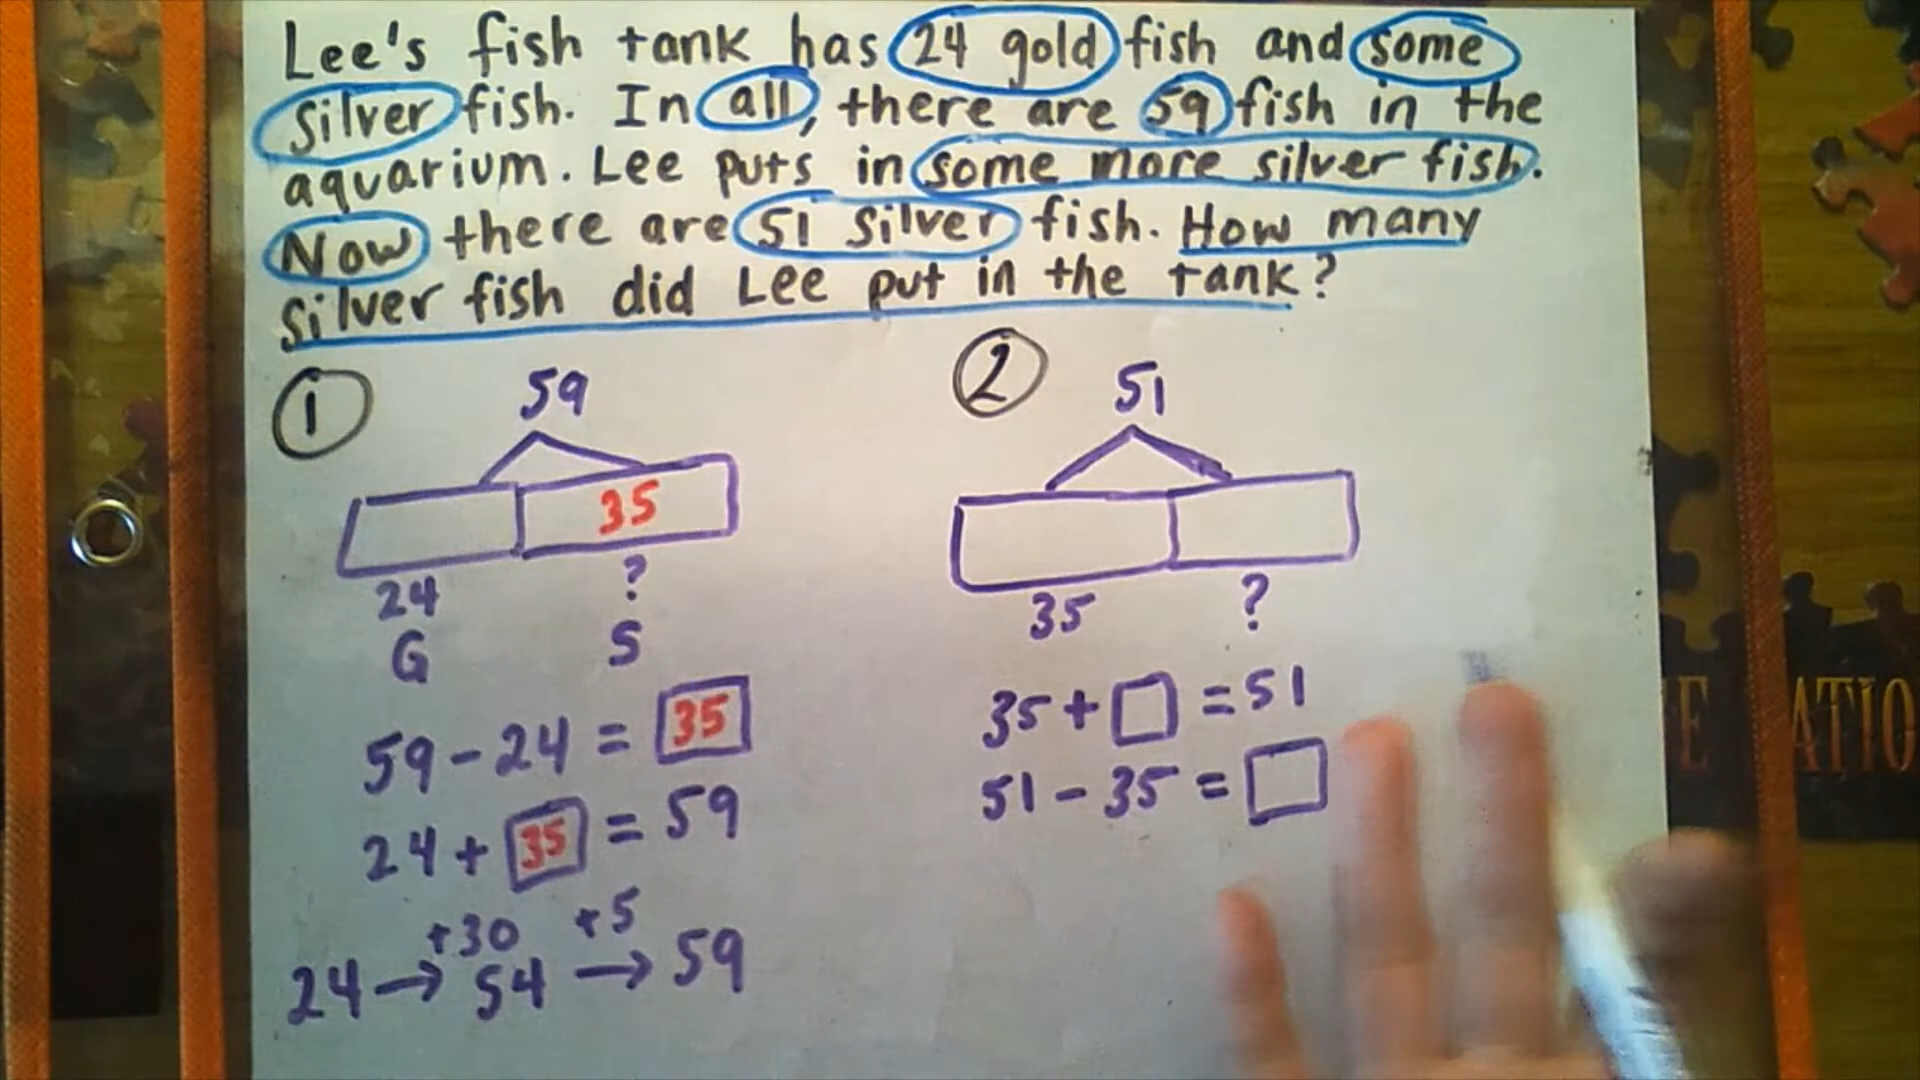 Lee's fish tank has 24 gold fish and some
silver fish. In all, there are 59 fish in the
aquarium. Lee puts in some more silver fish.
Now there are 51 silver fish. How many
silver fish did Lee put in the tank?
1
59
35
24 ?
G S
59 - 24 = 35
24 + 35 = 59
+30 +5
24 → 54 → 59
2
51
35 ?
35 + □ = 51
51 - 35 = □